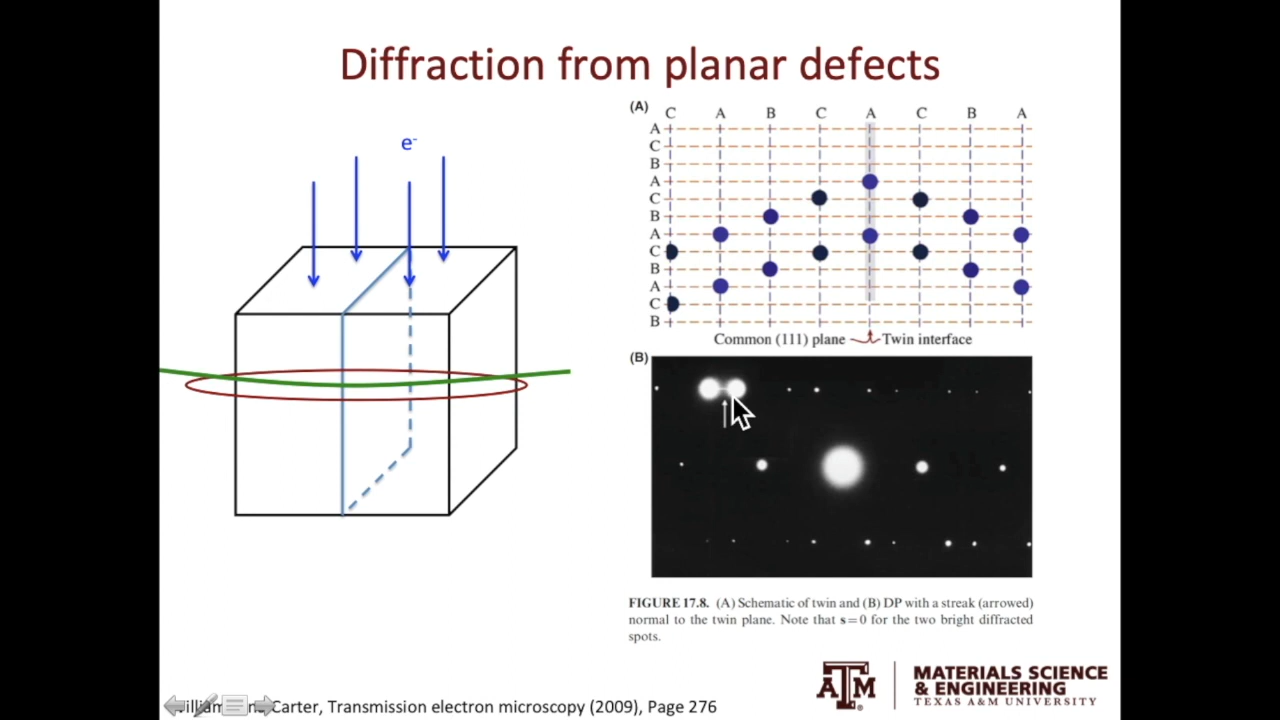 Diffraction from planar defects
e-
(A)
C A B C A C B A
A
C
B
A
C
B
A
C
B
A
C
B
Common (111) plane Twin interface
(B)
FIGURE 17.8. (A) Schematic of twin and (B) DP with a streak (arrowed)
normal to the twin plane. Note that s=0 for the two bright diffracted
spots.
Carter, Transmission electron microscopy (2009), Page 276
ATM
MATERIALS SCIENCE
& ENGINEERING
TEXAS A&M UNIVERSITY